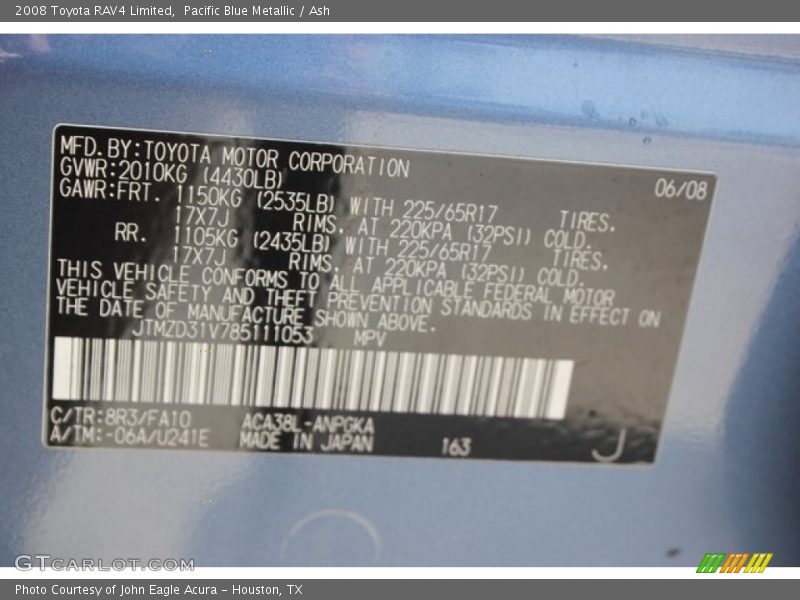 2008 Toyota RAV4 Limited, Pacific Blue Metallic / Ash
MFD. BY: TOYOTA MOTOR CORPORATION 06/08
GVWR: 2010KG (4430LB)
GAWR: FRT. 1150KG (2535LB) WITH 225/65R17 TIRES,
17X7J RIMS, AT 220KPA (32PSI) COLD.
RR. 1105KG (2435LB) WITH 225/65R17 TIRES,
17X7J RIMS, AT 220KPA (32PSI) COLD.
THIS VEHICLE CONFORMS TO ALL APPLICABLE FEDERAL MOTOR
VEHICLE SAFETY AND THEFT PREVENTION STANDARDS IN EFFECT ON
THE DATE OF MANUFACTURE SHOWN ABOVE.
JTMZD31V785111053 MPV
C/TR: 8R3/FA10 ACA38L-ANPGKA
A/TM: -06A/U241E MADE IN JAPAN 163 J
GTCARLOT.COM
Photo Courtesy of John Eagle Acura - Houston, TX